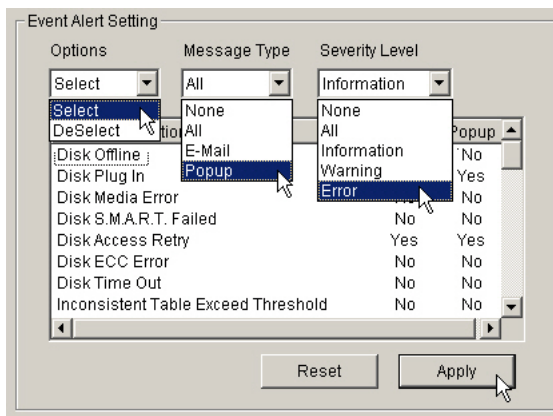 Event Alert Setting
Options Message Type Severity Level
Select All Information
Select None None
DeSelect All All
E-Mail Information
Popup Warning
Error
Popup
Disk Offline No
Disk Plug In Yes
Disk Media Error No
Disk S.M.A.R.T. Failed No No
Disk Access Retry Yes Yes
Disk ECC Error No No
Disk Time Out No No
Inconsistent Table Exceed Threshold No No
Reset Apply